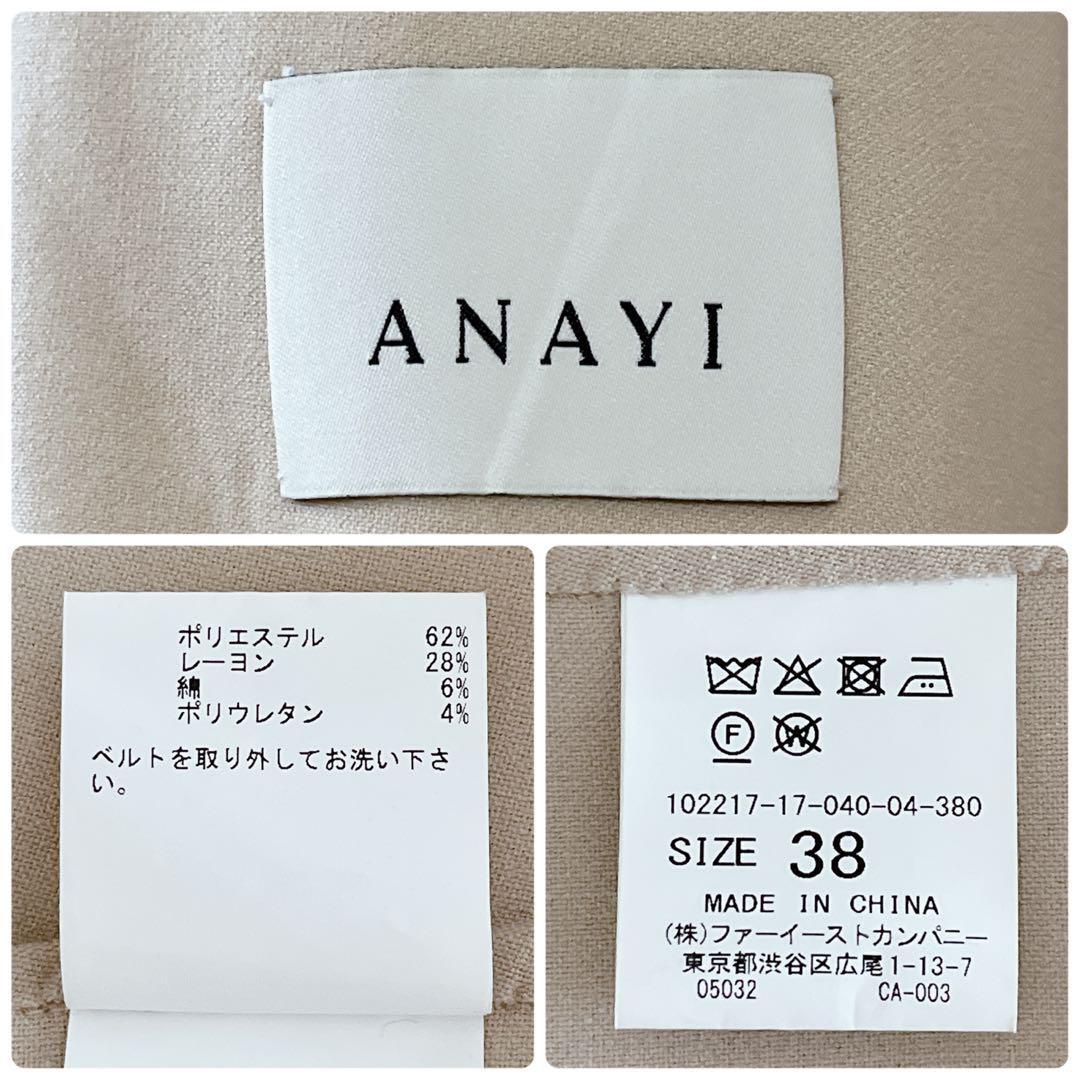 ANAYI
ポリエステル 62%
レーヨン 28%
綿 6%
ポリウレタン 4%
ベルトを取り外してお洗い下さ
い。
F
W
102217-17-040-04-380
SIZE 38
MADE IN CHINA
(株)ファーイーストカンパニー
東京都渋谷区広尾1-13-7
05032 CA-003